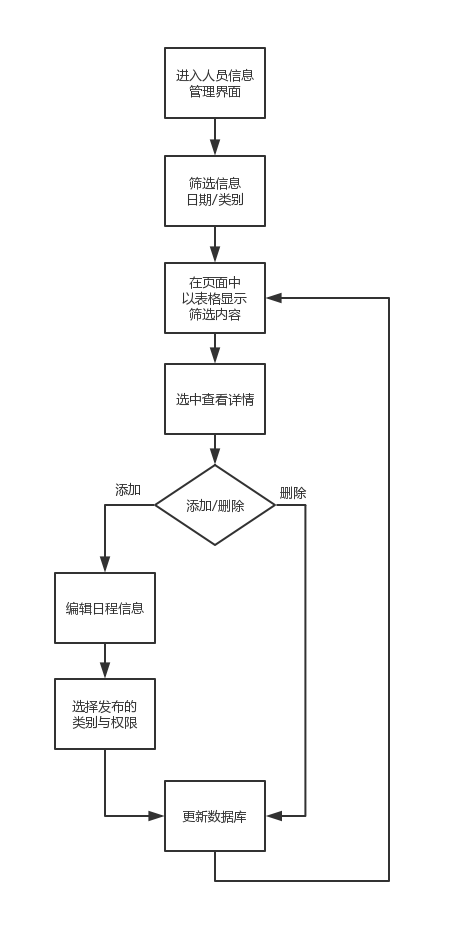 进入人员信息
管理界面
筛选信息
日期/类别
在页面中
以表格显示
筛选内容
选中查看详情
添加
删除
添加/删除
编辑日程信息
选择发布的
类别与权限
更新数据库